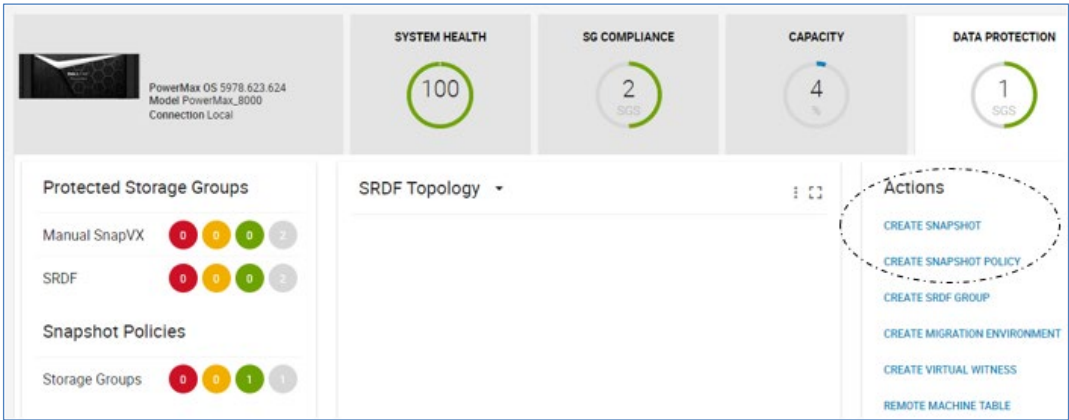 SYSTEM HEALTH
SG COMPLIANCE
CAPACITY
DATA PROTECTION
PowerMax OS 5978.623.624
Model PowerMax_8000
Connection Local
100
2
SGS
4
%
1
SGS
Protected Storage Groups
Manual SnapVX 0 0 0 2
SRDF 0 0 0 2
Snapshot Policies
Storage Groups 0 0 1 1
SRDF Topology
Actions
CREATE SNAPSHOT
CREATE SNAPSHOT POLICY
CREATE SRDF GROUP
CREATE MIGRATION ENVIRONMENT
CREATE VIRTUAL WITNESS
REMOTE MACHINE TABLE